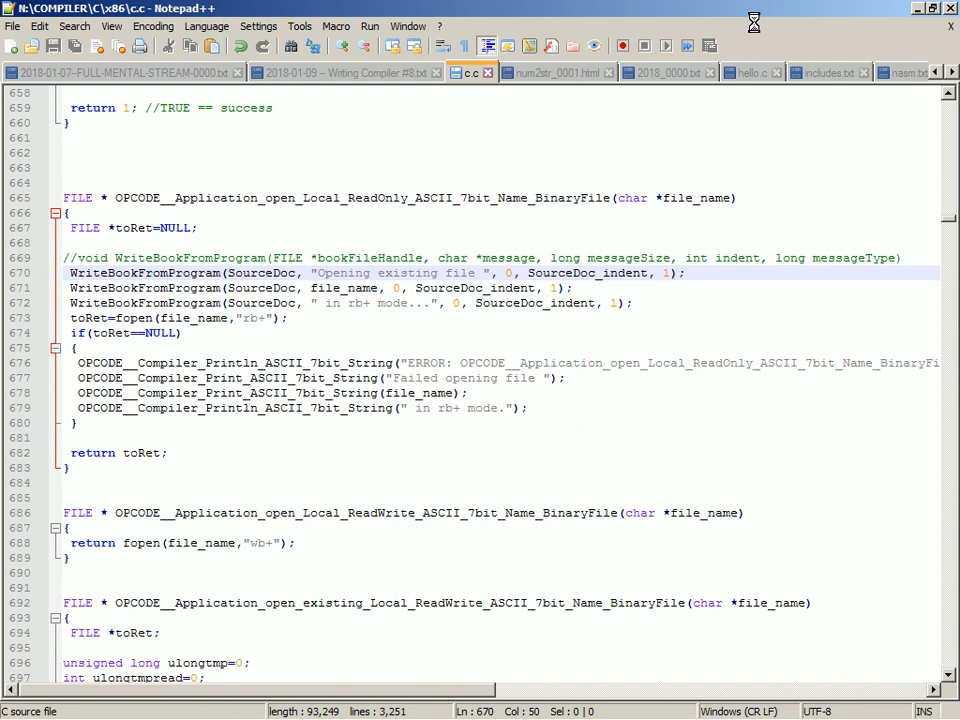 N:\COMPILER\C\x86\c.c - Notepad++
File Edit Search View Encoding Language Settings Tools Macro Run Window ? X
2018-01-07-FULL-MENTAL-STREAM-0000.txt 2018-01-09 -- Writing Compiler #8.txt c.c num2str_0001.html 2018_0000.txt hello.c includes.txt nasm.txt
658
659 return 1; //TRUE == success
660 }
661
662
663
664
665 FILE * OPCODE__Application_open_Local_ReadOnly_ASCII_7bit_Name_BinaryFile(char *file_name)
666 {
667 FILE *toRet=NULL;
668
669 //void WriteBookFromProgram(FILE *bookFileHandle, char *message, long messageSize, int indent, long messageType)
670 WriteBookFromProgram(SourceDoc, "Opening existing file ", 0, SourceDoc_indent, 1);
671 WriteBookFromProgram(SourceDoc, file_name, 0, SourceDoc_indent, 1);
672 WriteBookFromProgram(SourceDoc, " in rb+ mode...", 0, SourceDoc_indent, 1);
673 toRet=fopen(file_name,"rb+");
674 if(toRet==NULL)
675 {
676 OPCODE__Compiler_Println_ASCII_7bit_String("ERROR: OPCODE__Application_open_Local_ReadOnly_ASCII_7bit_Name_BinaryFi
677 OPCODE__Compiler_Print_ASCII_7bit_String("Failed opening file ");
678 OPCODE__Compiler_Print_ASCII_7bit_String(file_name);
679 OPCODE__Compiler_Println_ASCII_7bit_String(" in rb+ mode.");
680 }
681
682 return toRet;
683 }
684
685
686 FILE * OPCODE__Application_open_Local_ReadWrite_ASCII_7bit_Name_BinaryFile(char *file_name)
687 {
688 return fopen(file_name,"wb+");
689 }
690
691
692 FILE * OPCODE__Application_open_existing_Local_ReadWrite_ASCII_7bit_Name_BinaryFile(char *file_name)
693 {
694 FILE *toRet;
695
696 unsigned long ulongtmp=0;
697 int ulongtmpread=0;
C source file length : 93,249 lines : 3,251 Ln : 670 Col : 50 Sel : 0 | 0 Windows (CR LF) UTF-8 INS